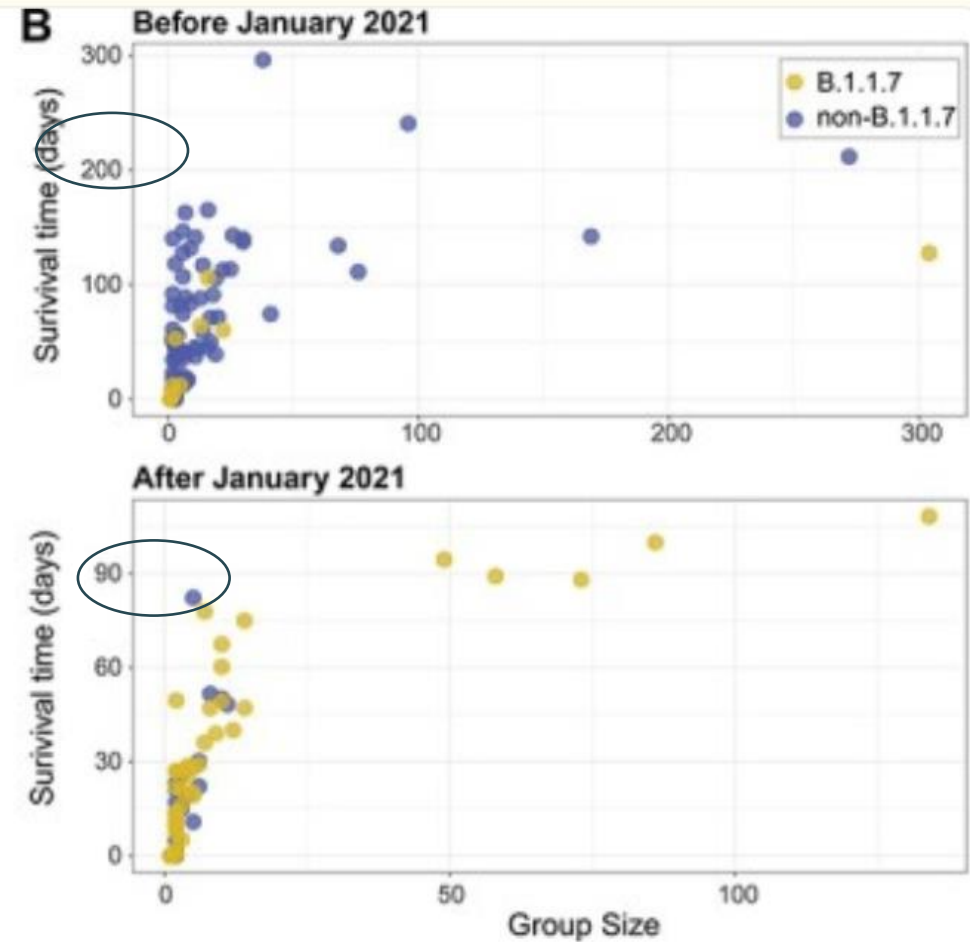 B
Before January 2021
Surivival time (days)
300
200
100
0
B.1.1.7
non-B.1.1.7
0 100 200 300
After January 2021
Surivival time (days)
90
60
30
0
0 50 100
Group Size